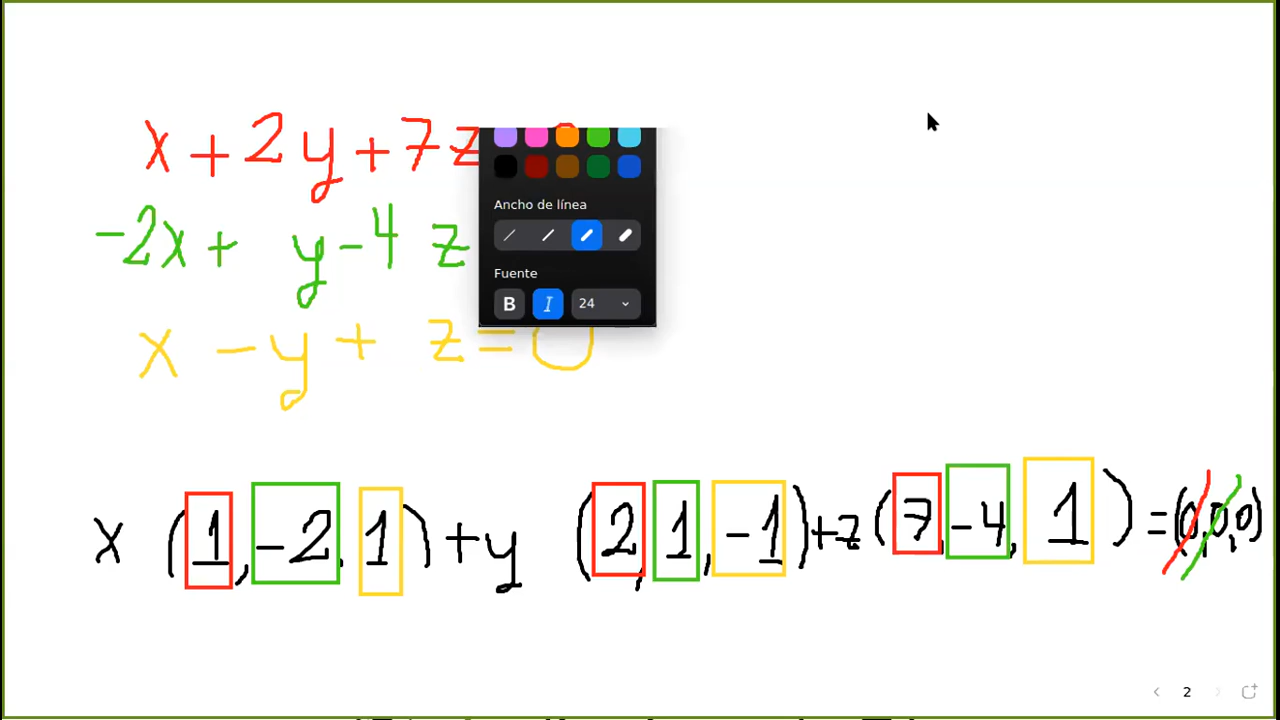 x + 2y + 7z
-2x + y - 4 z
x - y + z = 0
Ancho de línea
Fuente
B I 24
x (1, -2, 1) + y (2, 1, -1) + z (7, -4, 1) = (0, 0, 0)
2